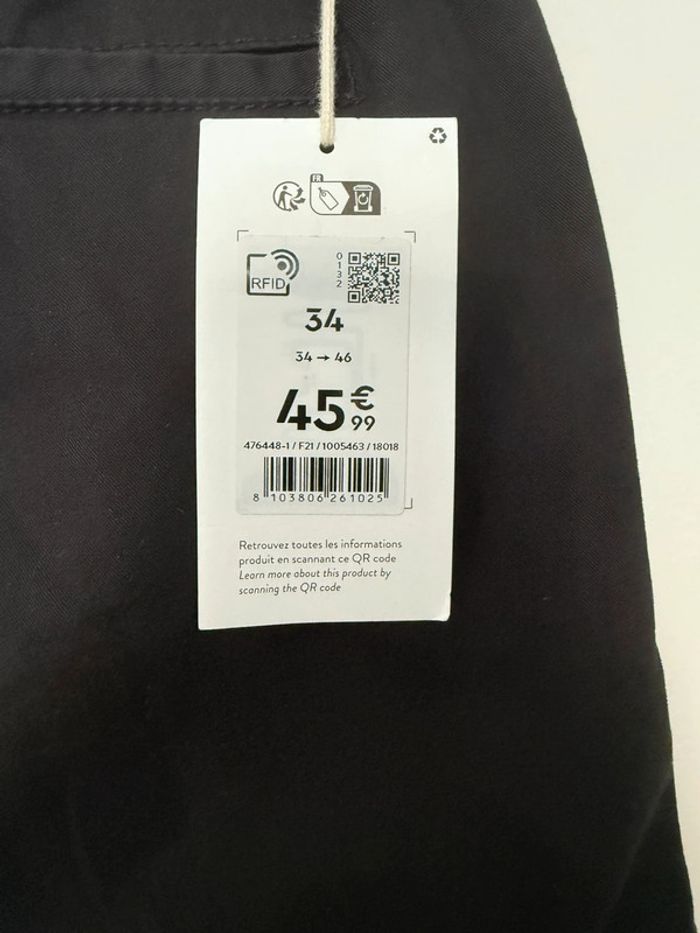 FR
RFID
0132
34
34 → 46
45€99
476448-1 / F21 / 1005463 / 18018
8 103806 261025
Retrouvez toutes les informations
produit en scannant ce QR code
Learn more about this product by
scanning the QR code